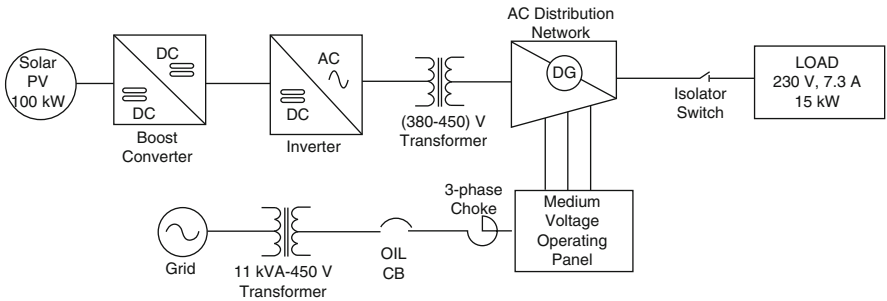 AC Distribution
Network
Solar
PV
100 kW
DC
DC
Boost
Converter
AC
DC
Inverter
(380-450) V
Transformer
DG
Isolator
Switch
LOAD
230 V, 7.3 A
15 kW
Grid
11 kVA-450 V
Transformer
OIL
CB
3-phase
Choke
Medium
Voltage
Operating
Panel